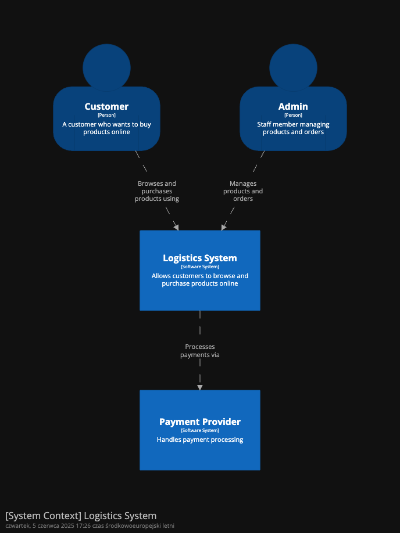 Customer
[Person]
A customer who wants to buy
products online
Admin
[Person]
Staff member managing
products and orders
Browses and
purchases
products using
Manages
products and
orders
Logistics System
[Software System]
Allows customers to browse and
purchase products online
Processes
payments via
Payment Provider
[Software System]
Handles payment processing
[System Context] Logistics System
czwartek, 5 czerwca 2025 17:26 czas środkowoeuropejski letni